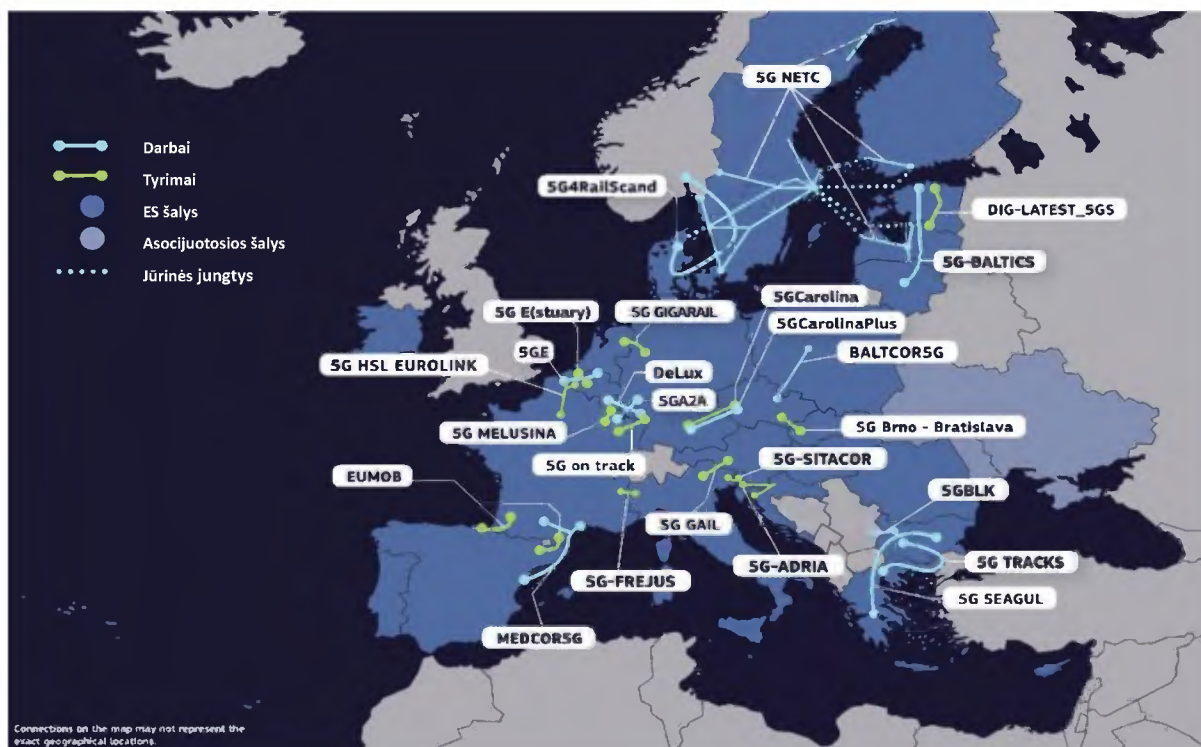 5G NETC
Darbai
Tyrimai
ES šalys
Asocijuotosios šalys
Jūrinės jungtys
5G4RailScand
DIG-LATEST_5GS
5G-BALTICS
5GCarolina
5G E(stuary)
5G GIGARAIL
5GCarolinaPlus
5GE
BALTCOR5G
5G HSL EUROLINK
DeLux
5GA2A
5G MELUSINA
5G Brno - Bratislava
5G on track
5G-SITACOR
EUMOB
5GBLK
5G GAIL
5G-ADRIA
5G TRACKS
5G-FREJUS
5G SEAGUL
MEDCOR5G
Connections on the map may not represent the
exact geographical locations.